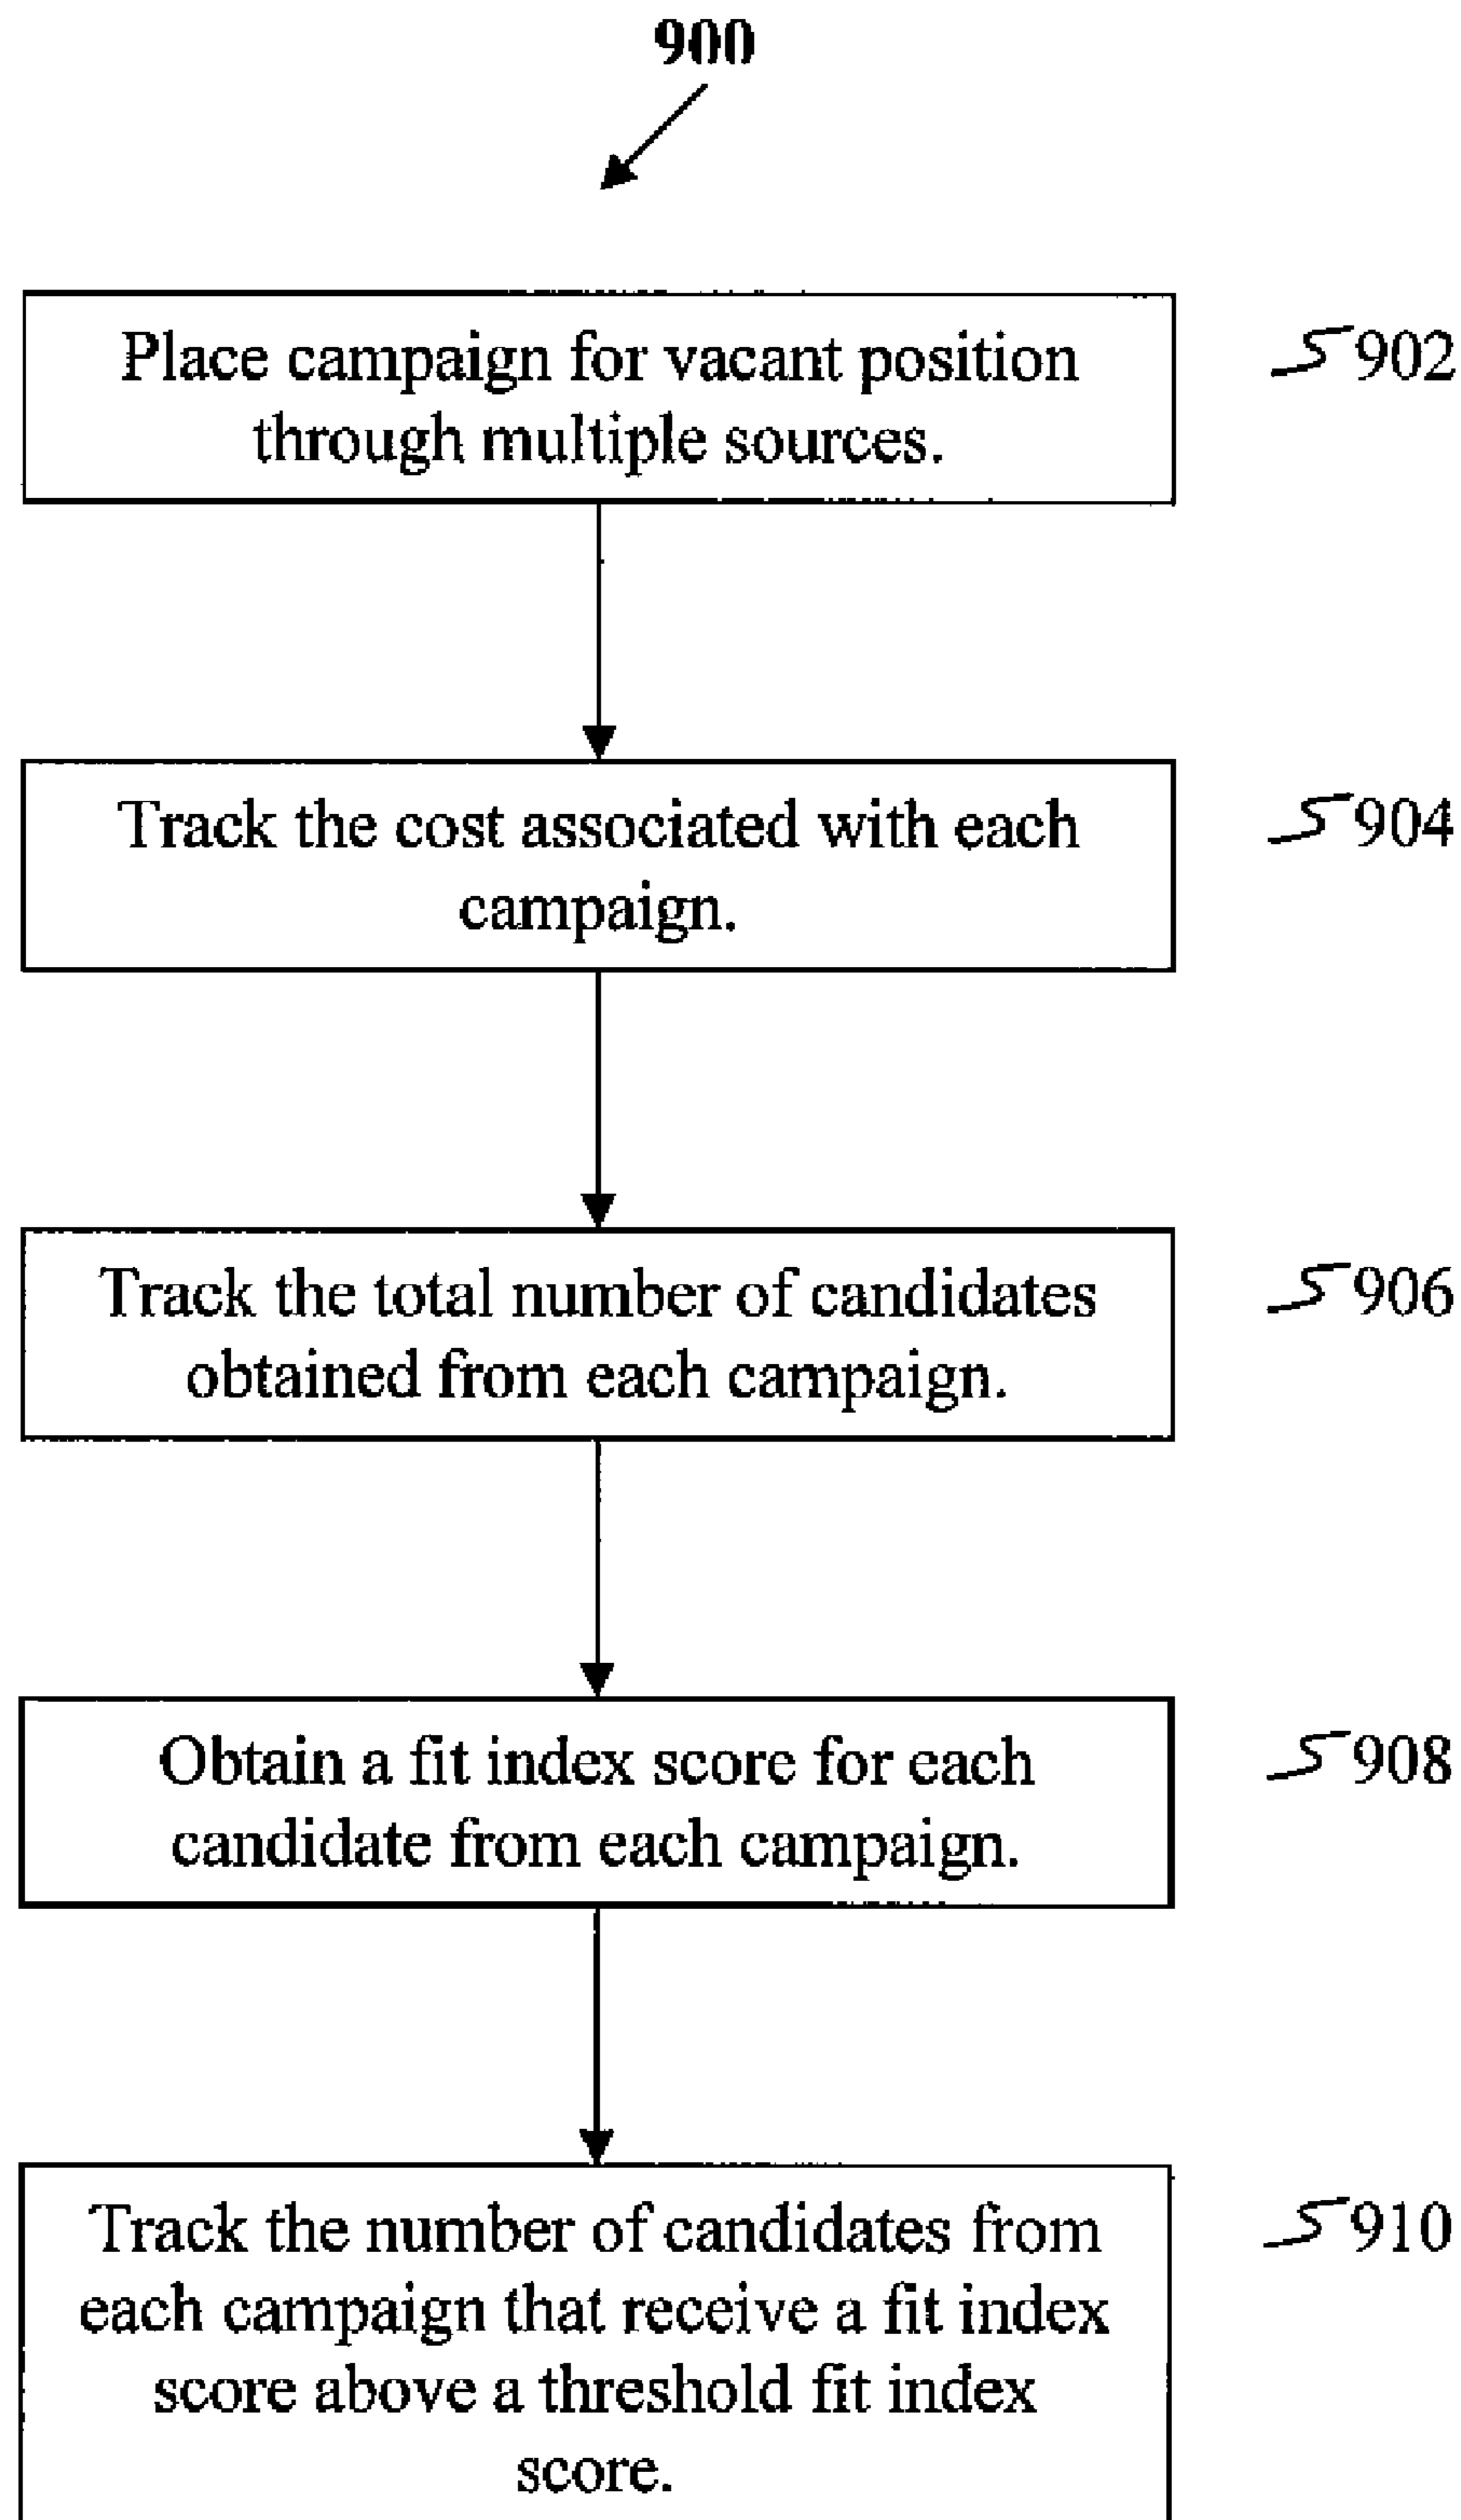 900
Place campaign for vacant position
through multiple sources.
902
Track the cost associated with each
campaign.
904
Track the total number of candidates
obtained from each campaign.
906
Obtain a fit index score for each
candidate from each campaign.
908
Track the number of candidates from
each campaign that receive a fit index
score above a threshold fit index
score.
910